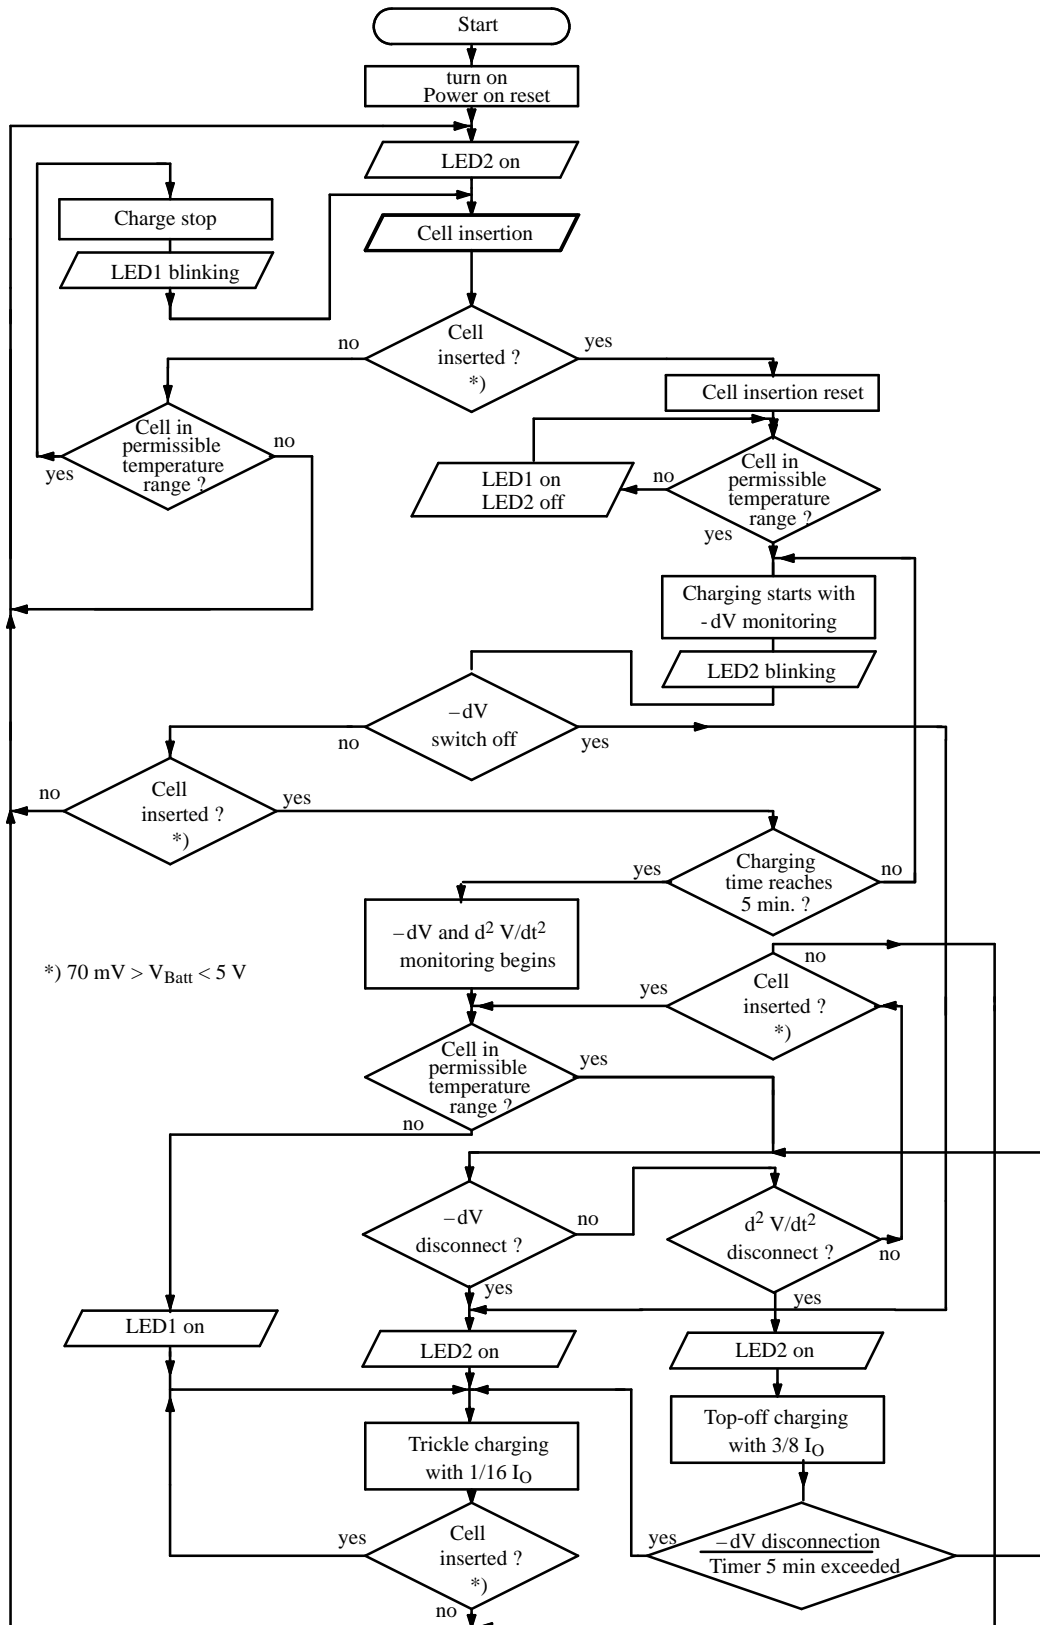 Start
turn on
Power on reset
LED2 on
Charge stop
Cell insertion
LED1 blinking
Cell
inserted ?
*)
no
yes
Cell insertion reset
Cell in
permissible
temperature
range ?
yes
no
LED1 on
LED2 off
no
Cell in
permissible
temperature
range ?
yes
Charging starts with
-dV monitoring
LED2 blinking
–dV
switch off
no
yes
Cell
inserted ?
*)
no
yes
Charging
time reaches
5 min. ?
yes
no
–dV and d² V/dt²
monitoring begins
*) 70 mV > VBatt < 5 V
no
yes
Cell
inserted ?
*)
Cell in
permissible
temperature
range ?
yes
no
–dV
disconnect ?
no
d² V/dt²
disconnect ?
no
yes
yes
LED1 on
LED2 on
LED2 on
Top-off charging
with 3/8 IO
Trickle charging
with 1/16 IO
yes
Cell
inserted ?
*)
no
yes
–dV disconnection
Timer 5 min exceeded